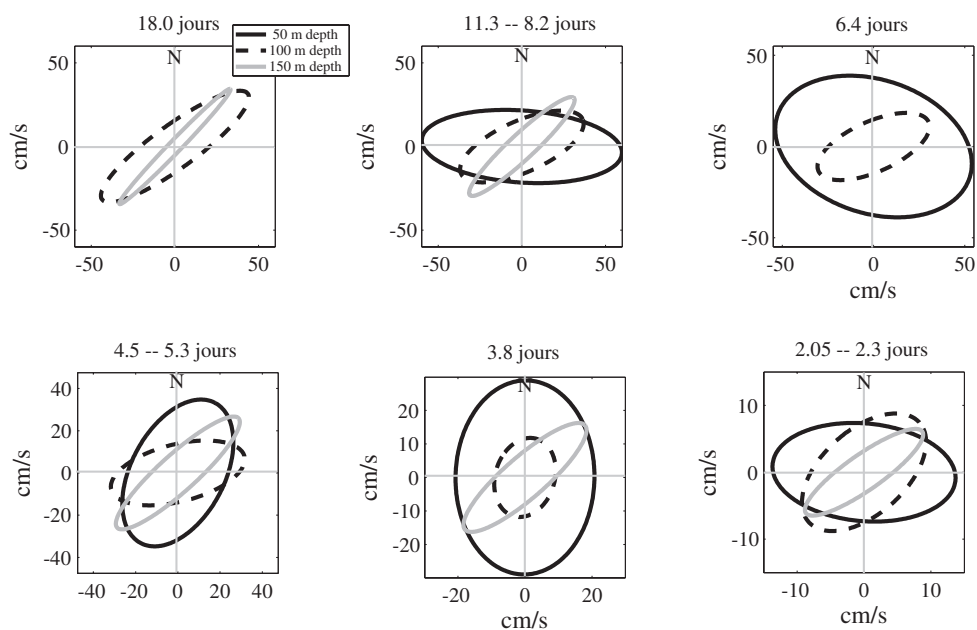 18.0 jours
50 m depth
100 m depth
150 m depth
N
50
0
-50
cm/s
-50 0 50
11.3 -- 8.2 jours
N
50
0
-50
cm/s
-50 0 50
6.4 jours
N
50
0
-50
cm/s
-50 0 50
cm/s
4.5 -- 5.3 jours
N
40
20
0
-20
-40
cm/s
-40 -20 0 20 40
3.8 jours
N
20
10
0
-10
-20
cm/s
-20 0 20
cm/s
2.05 -- 2.3 jours
N
10
0
-10
cm/s
-10 0 10
cm/s